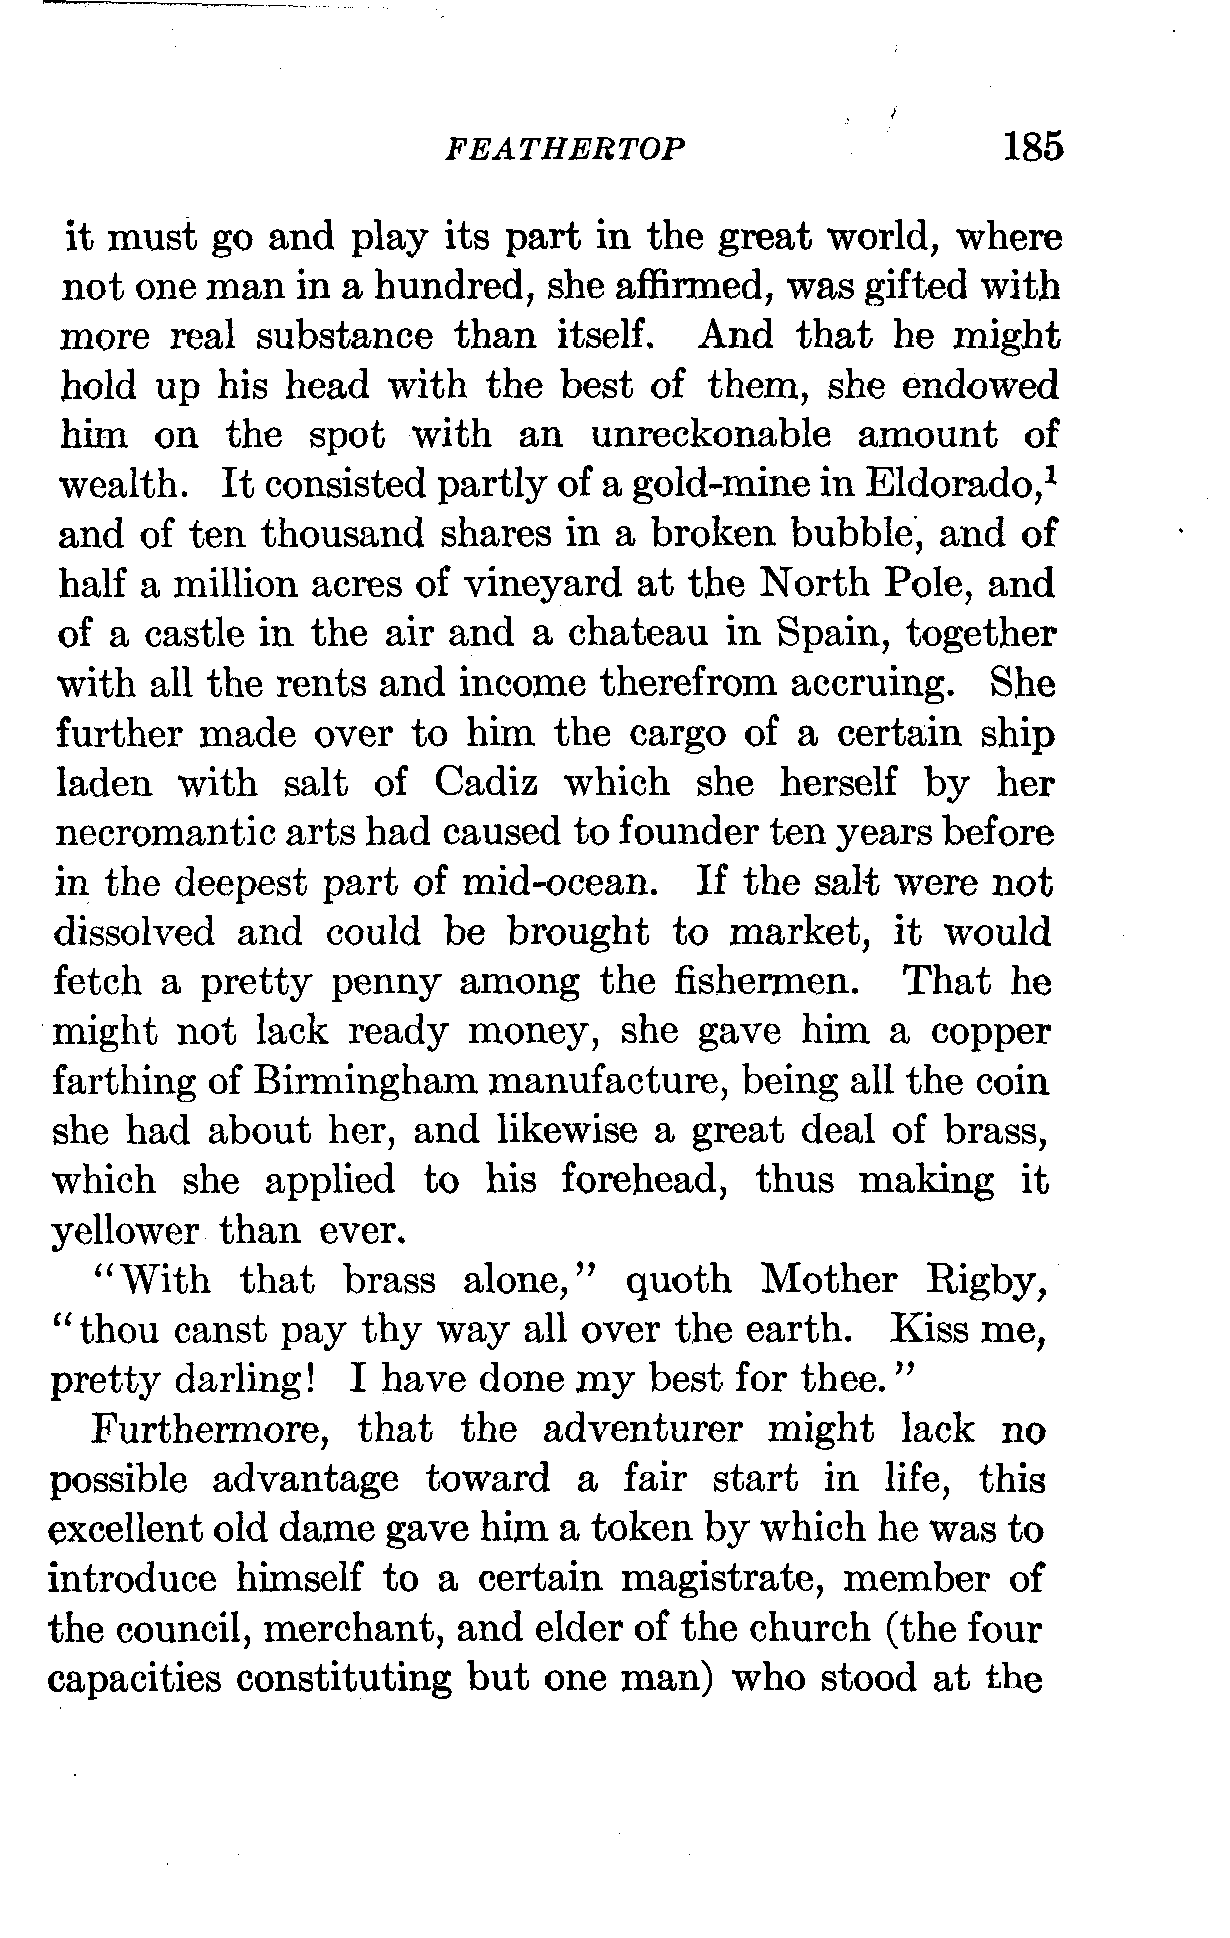 FEATHERTOP 185
it must go and play its part in the great world, where
not one man in a hundred, she affirmed, was gifted with
more real substance than itself. And that he might
hold up his head with the best of them, she endowed
him on the spot with an unreckonable amount of
wealth. It consisted partly of a gold-mine in Eldorado,¹
and of ten thousand shares in a broken bubble, and of
half a million acres of vineyard at the North Pole, and
of a castle in the air and a chateau in Spain, together
with all the rents and income therefrom accruing. She
further made over to him the cargo of a certain ship
laden with salt of Cadiz which she herself by her
necromantic arts had caused to founder ten years before
in the deepest part of mid-ocean. If the salt were not
dissolved and could be brought to market, it would
fetch a pretty penny among the fishermen. That he
might not lack ready money, she gave him a copper
farthing of Birmingham manufacture, being all the coin
she had about her, and likewise a great deal of brass,
which she applied to his forehead, thus making it
yellower than ever.
"With that brass alone," quoth Mother Rigby,
"thou canst pay thy way all over the earth. Kiss me,
pretty darling! I have done my best for thee."
Furthermore, that the adventurer might lack no
possible advantage toward a fair start in life, this
excellent old dame gave him a token by which he was to
introduce himself to a certain magistrate, member of
the council, merchant, and elder of the church (the four
capacities constituting but one man) who stood at the